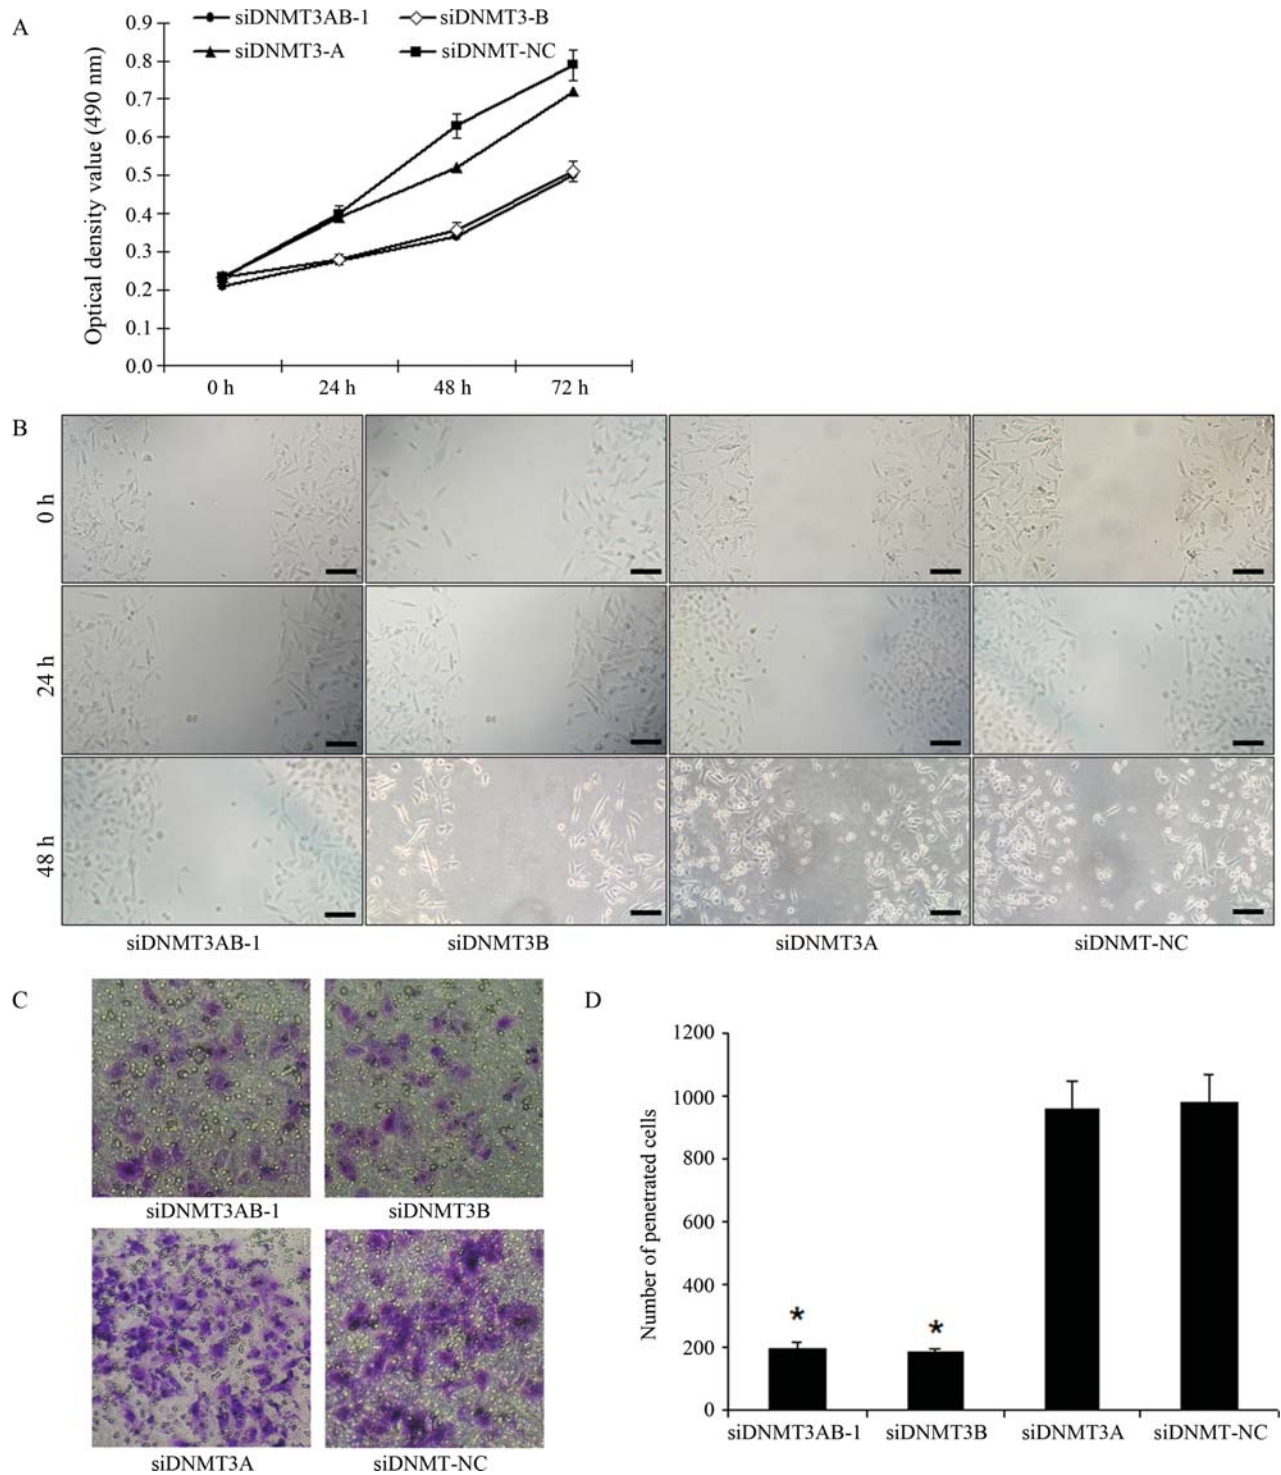 A
siDNMT3AB-1
siDNMT3-B
siDNMT3-A
siDNMT-NC
Optical density value (490 nm)
0.9
0.8
0.7
0.6
0.5
0.4
0.3
0.2
0.1
0.0
0 h
24 h
48 h
72 h
B
0 h
24 h
48 h
siDNMT3AB-1
siDNMT3B
siDNMT3A
siDNMT-NC
C
siDNMT3AB-1
siDNMT3B
siDNMT3A
siDNMT-NC
D
Number of penetrated cells
1200
1000
800
600
400
200
0
*
*
siDNMT3AB-1
siDNMT3B
siDNMT3A
siDNMT-NC